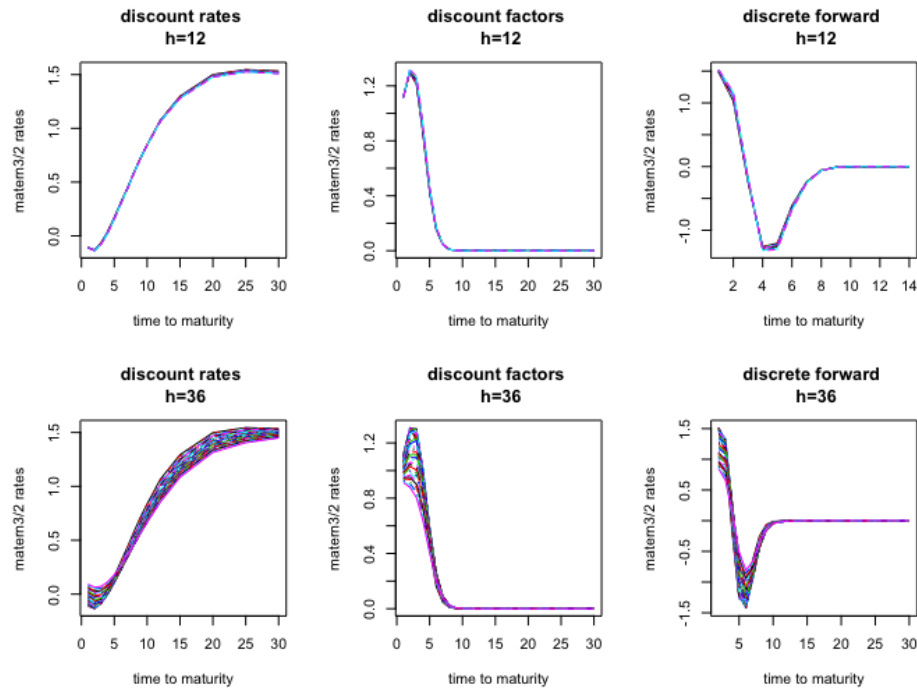 discount rates
h=12
matern3/2 rates
0.0 0.5 1.0 1.5
0 5 10 15 20 25 30
time to maturity
discount factors
h=12
matern3/2 rates
0.0 0.4 0.8 1.2
0 5 10 15 20 25 30
time to maturity
discrete forward
h=12
matern3/2 rates
-1.0 0.0 1.0
2 4 6 8 10 12 14
time to maturity
discount rates
h=36
matern3/2 rates
0.0 0.5 1.0 1.5
0 5 10 15 20 25 30
time to maturity
discount factors
h=36
matern3/2 rates
0.0 0.4 0.8 1.2
0 5 10 15 20 25 30
time to maturity
discrete forward
h=36
matern3/2 rates
-1.5 -0.5 0.5 1.5
5 10 15 20 25 30
time to maturity